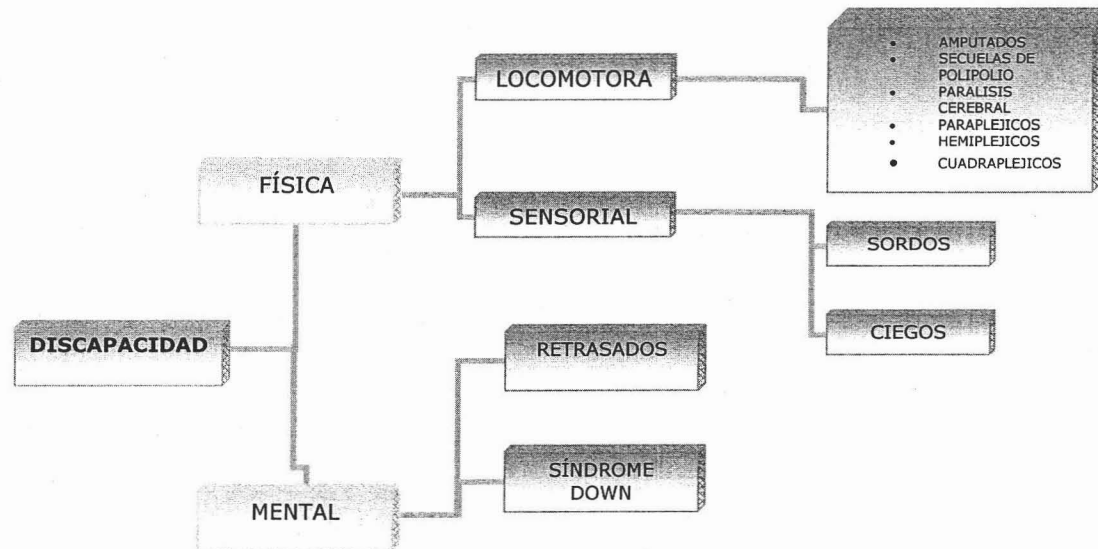 DISCAPACIDAD
FÍSICA
LOCOMOTORA
• AMPUTADOS
• SECUELAS DE
POLIPOLIO
• PARALISIS
CEREBRAL
• PARAPLEJICOS
• HEMIPLEJICOS
• CUADRAPLEJICOS
SENSORIAL
SORDOS
CIEGOS
MENTAL
RETRASADOS
SÍNDROME
DOWN